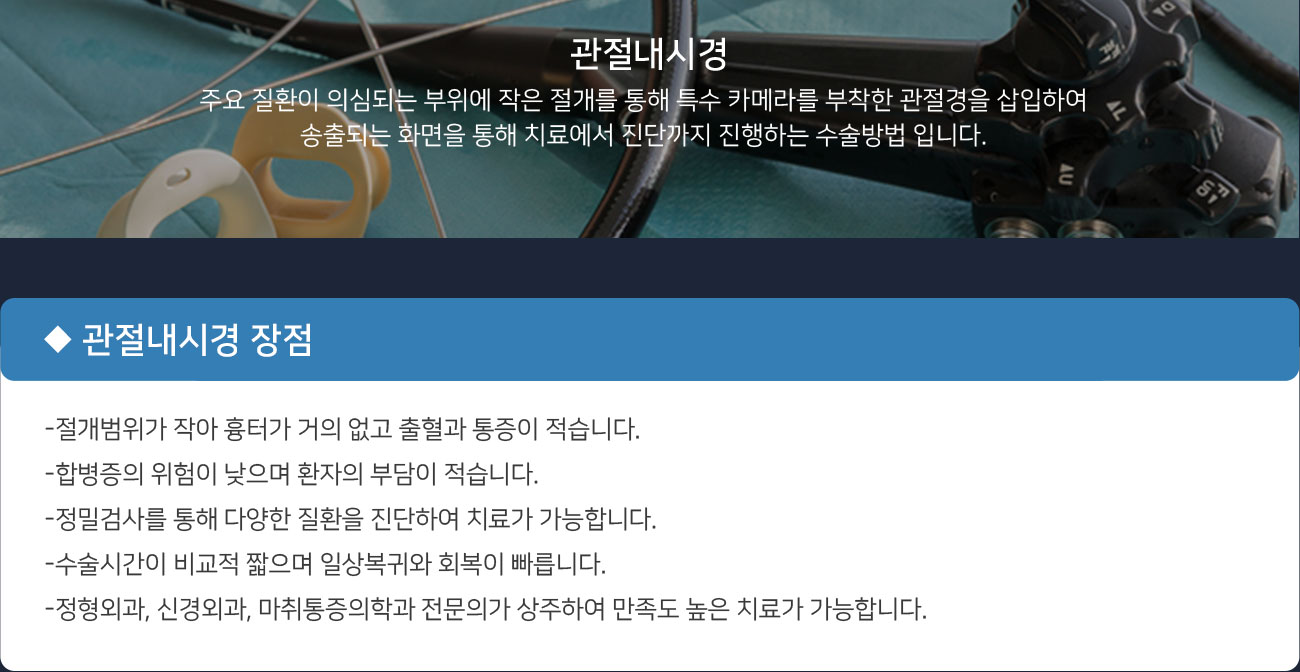 관절내시경
주요 질환이 의심되는 부위에 작은 절개를 통해 특수 카메라를 부착한 관절경을 삽입하여
송출되는 화면을 통해 치료에서 진단까지 진행하는 수술방법 입니다.
◆ 관절내시경 장점
-절개범위가 작아 흉터가 거의 없고 출혈과 통증이 적습니다.
-합병증의 위험이 낮으며 환자의 부담이 적습니다.
-정밀검사를 통해 다양한 질환을 진단하여 치료가 가능합니다.
-수술시간이 비교적 짧으며 일상복귀와 회복이 빠릅니다.
-정형외과, 신경외과, 마취통증의학과 전문의가 상주하여 만족도 높은 치료가 가능합니다.